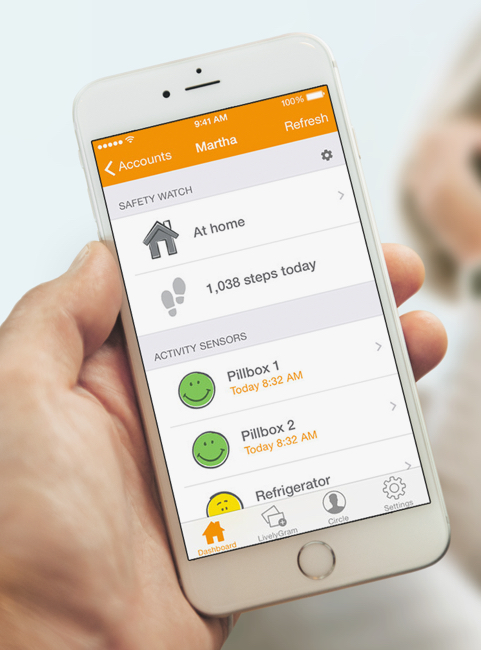 9:41 AM
100%
Accounts
Martha
Refresh
SAFETY WATCH
At home
1,038 steps today
ACTIVITY SENSORS
Pillbox 1
Today 8:32 AM
Pillbox 2
Today 8:32 AM
Refrigerator
Dashboard
LivelyGram
Circle
Settings